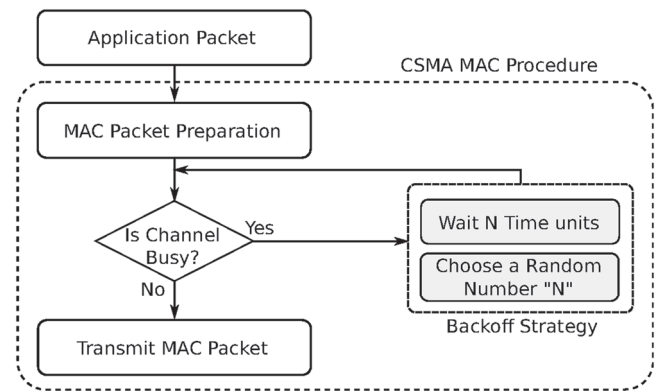 Application Packet
CSMA MAC Procedure
MAC Packet Preparation
Is Channel
Busy?
Yes
No
Wait N Time units
Choose a Random
Number "N"
Backoff Strategy
Transmit MAC Packet